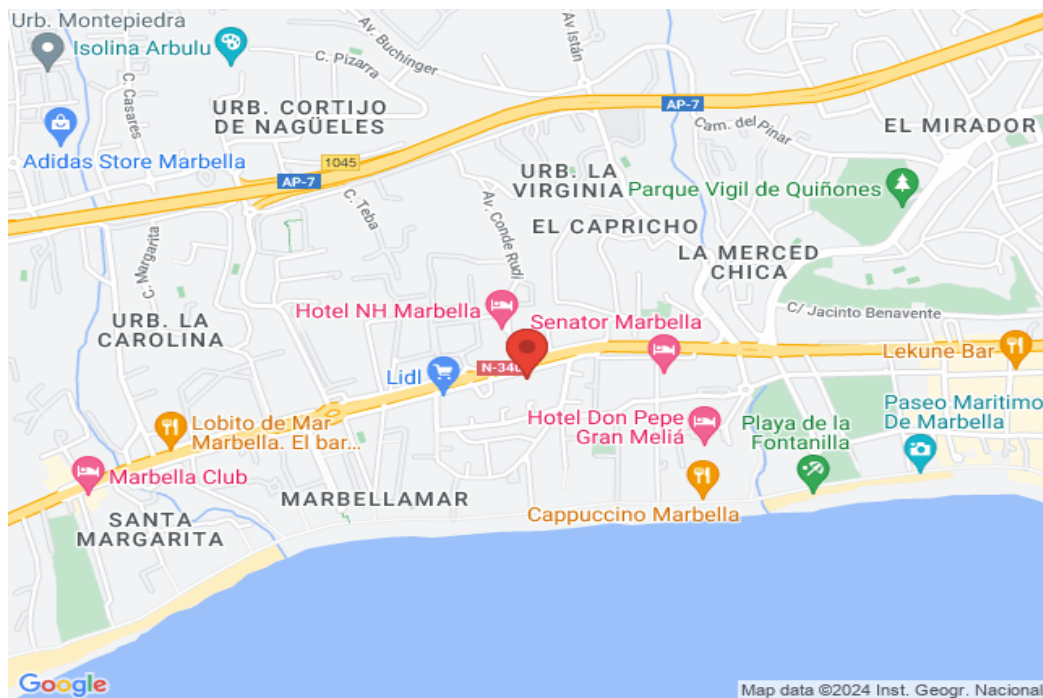 Urb. Montepiedra
Isolina Arbulu
C. Pizarra
Av. Buchinger
Av Istán
C. Casares
URB. CORTIJO
DE NAGÜELES
AP-7
Cam. del Pinar
EL MIRADOR
Adidas Store Marbella
1045
AP-7
URB. LA
VIRGINIA
Parque Vigil de Quiñones
C. Teba
Av. Conde Rudi
EL CAPRICHO
C. Margarita
LA MERCED
CHICA
Hotel NH Marbella
C/ Jacinto Benavente
URB. LA
CAROLINA
Senator Marbella
Lekune Bar
Lidl
Lobito de Mar
Marbella. El bar...
Hotel Don Pepe
Gran Meliá
Playa de la
Fontanilla
Paseo Maritimo
De Marbella
Marbella Club
MARBELLAMAR
Cappuccino Marbella
SANTA
MARGARITA
Google
Map data ©2024 Inst. Geogr. Nacional